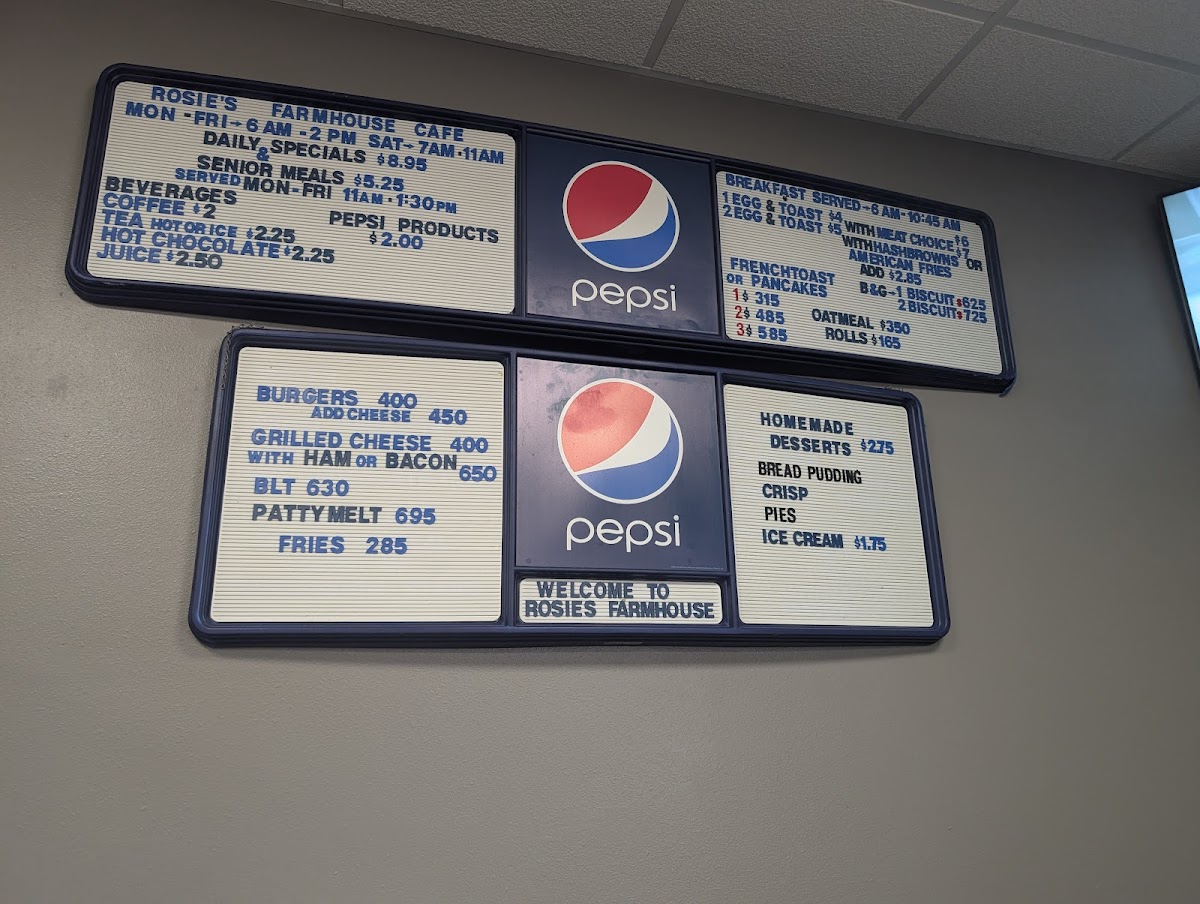 ROSIE'S FARMHOUSE CAFE
MON - FRI → 6 AM - 2 PM SAT → 7AM - 11AM
DAILY SPECIALS $8.95
&
SENIOR MEALS $5.25
SERVED MON - FRI 11AM - 1:30 PM
BEVERAGES
COFFEE $2
TEA HOT OR ICE $2.25
HOT CHOCOLATE $2.25
JUICE $2.50
PEPSI PRODUCTS
$2.00
pepsi
BREAKFAST SERVED - 6 AM - 10:45 AM
1 EGG & TOAST $4 WITH MEAT CHOICE $6
2 EGG & TOAST $5 WITH HASHBROWNS $7 OR
AMERICAN FRIES
ADD $2.85
FRENCHTOAST
OR PANCAKES
1 $ 315
2 $ 485
3 $ 585
B&G → 1 BISCUIT $625
2 BISCUIT $725
OATMEAL $350
ROLLS $165
BURGERS 400
ADD CHEESE 450
GRILLED CHEESE 400
WITH HAM OR BACON 650
BLT 630
PATTY MELT 695
FRIES 285
pepsi
WELCOME TO
ROSIES FARMHOUSE
HOMEMADE
DESSERTS $2.75
BREAD PUDDING
CRISP
PIES
ICE CREAM $1.75